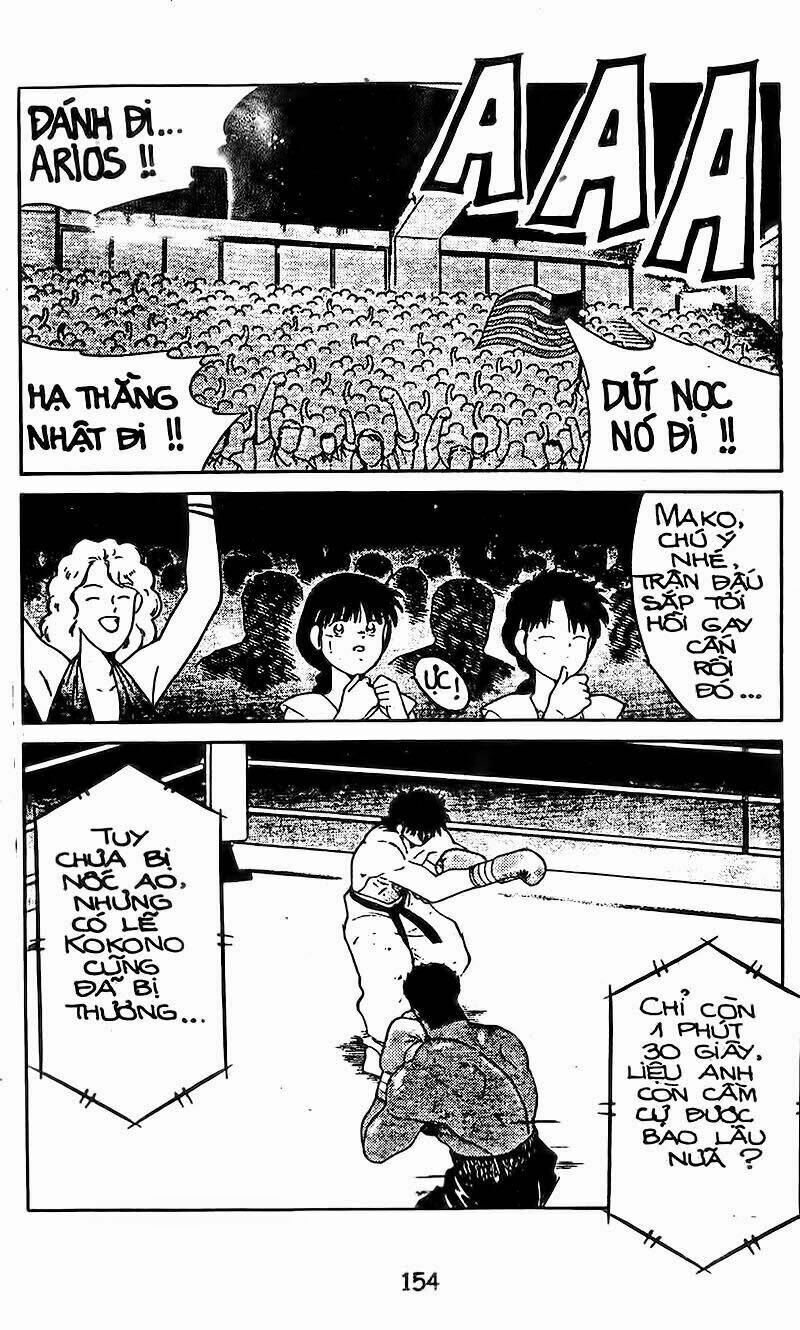 ĐÁNH ĐI...
ARIOS !!
AAA
HẠ THẰNG
NHẬT ĐI !!
DỨT NỌC
NÓ ĐI !!
MAKO,
CHÚ Ý
NHÉ,
TRẬN ĐẤU
SẮP TỚI
HỒI GAY
CẤN
RỒI
ĐÓ...
ỰC!
TUY
CHƯA BỊ
NỐC AO,
NHƯNG
CÓ LẼ
KOKONO
CŨNG
ĐÃ BỊ
THƯƠNG...
CHỈ CÒN
1 PHÚT
30 GIÂY,
LIỆU ANH
CÒN CẦM
CỰ ĐƯỢC
BAO LÂU
NỮA ?
154